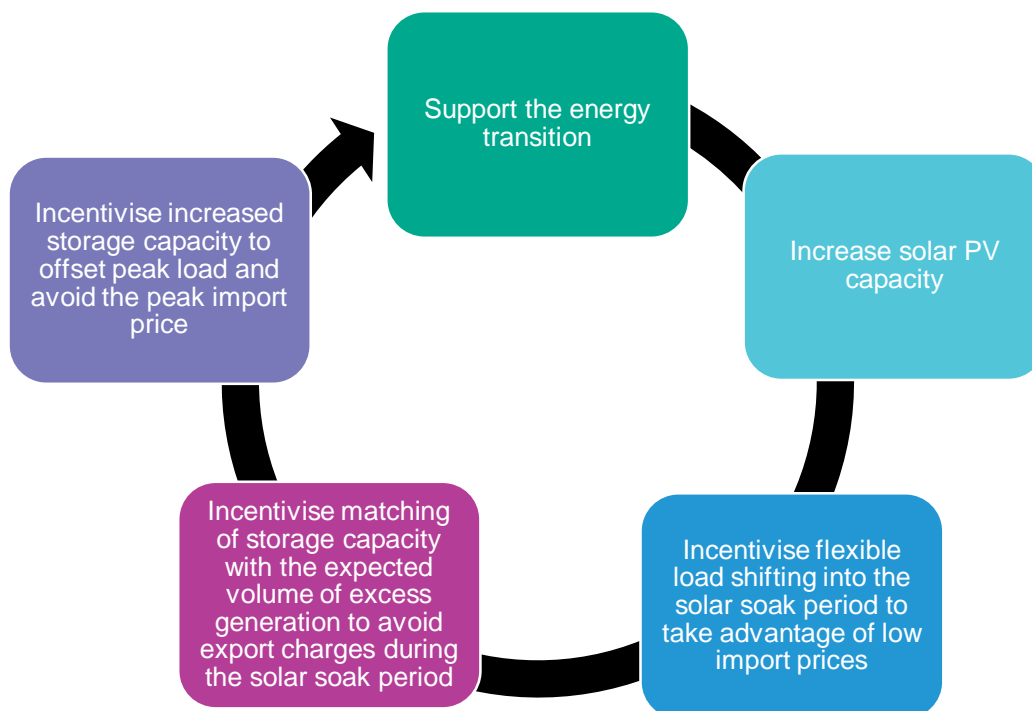 Support the energy
transition
Increase solar PV
capacity
Incentivise flexible
load shifting into the
solar soak period to
take advantage of low
import prices
Incentivise matching
of storage capacity
with the expected
volume of excess
generation to avoid
export charges during
the solar soak period
Incentivise increased
storage capacity to
offset peak load and
avoid the peak import
price